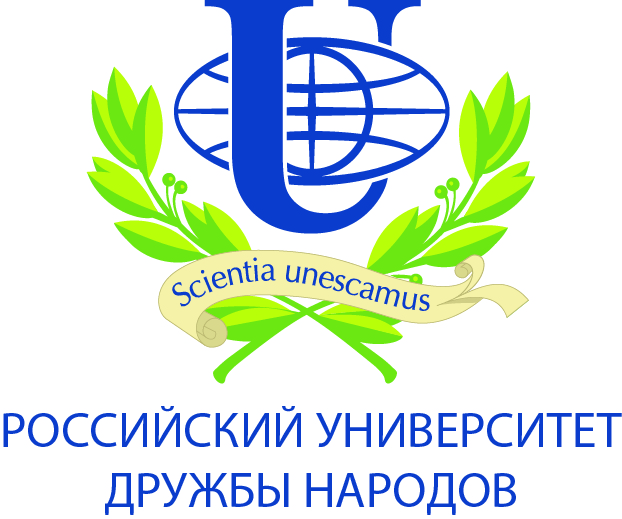 U
Scientia unescamus
РОССИЙСКИЙ УНИВЕРСИТЕТ
ДРУЖБЫ НАРОДОВ